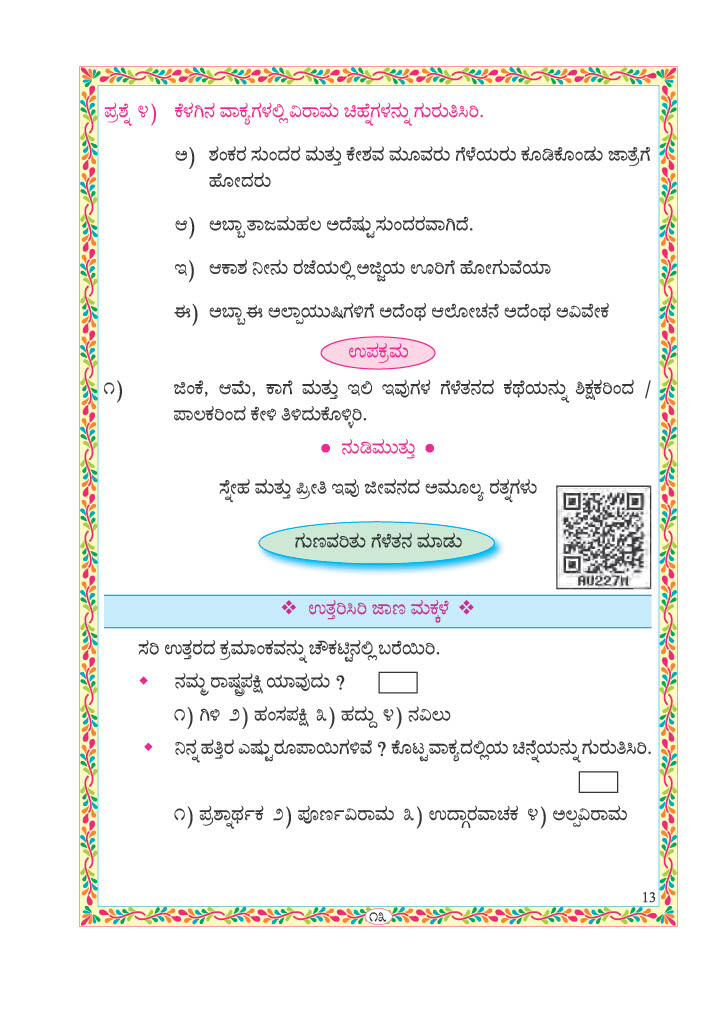 ಪ್ರಶ್ನೆ ೪) ಕೆಳಗಿನ ವಾಕ್ಯಗಳಲ್ಲಿ ವಿರಾಮ ಚಿಹ್ನೆಗಳನ್ನು ಗುರುತಿಸಿರಿ.
ಅ) ಶಂಕರ ಸುಂದರ ಮತ್ತು ಕೇಶವ ಮೂವರು ಗೆಳೆಯರು ಕೂಡಿಕೊಂಡು ಜಾತ್ರೆಗೆ
ಹೋದರು
ಆ) ಅಬ್ಬಾ ತಾಜಮಹಲ ಅದೆಷ್ಟು ಸುಂದರವಾಗಿದೆ.
ಇ) ಆಕಾಶ ನೀನು ರಜೆಯಲ್ಲಿ ಅಜ್ಜಿಯ ಊರಿಗೆ ಹೋಗುವೆಯಾ
ಈ) ಅಬ್ಬಾ ಈ ಅಲ್ಪಾಯುಷಿಗಳಿಗೆ ಅದೆಂಥ ಆಲೋಚನೆ ಅದೆಂಥ ಅವಿವೇಕ
ಉಪಕ್ರಮ
೧) ಜಿಂಕೆ, ಆಮೆ, ಕಾಗೆ ಮತ್ತು ಇಲಿ ಇವುಗಳ ಗೆಳೆತನದ ಕಥೆಯನ್ನು ಶಿಕ್ಷಕರಿಂದ /
ಪಾಲಕರಿಂದ ಕೇಳಿ ತಿಳಿದುಕೊಳ್ಳಿರಿ.
● ನುಡಿಮುತ್ತು ●
ಸ್ನೇಹ ಮತ್ತು ಪ್ರೀತಿ ಇವು ಜೀವನದ ಅಮೂಲ್ಯ ರತ್ನಗಳು
ಗುಣವರಿತು ಗೆಳೆತನ ಮಾಡು
AU227M
❖ ಉತ್ತರಿಸಿರಿ ಜಾಣ ಮಕ್ಕಳೆ ❖
ಸರಿ ಉತ್ತರದ ಕ್ರಮಾಂಕವನ್ನು ಚೌಕಟ್ಟಿನಲ್ಲಿ ಬರೆಯಿರಿ.
ನಮ್ಮ ರಾಷ್ಟ್ರಪಕ್ಷಿ ಯಾವುದು ?
೧) ಗಿಳಿ ೨) ಹಂಸಪಕ್ಷಿ ೩) ಹದ್ದು ೪) ನವಿಲು
ನಿನ್ನ ಹತ್ತಿರ ಎಷ್ಟು ರೂಪಾಯಿಗಳಿವೆ ? ಕೊಟ್ಟ ವಾಕ್ಯದಲ್ಲಿಯ ಚಿನ್ನೆಯನ್ನು ಗುರುತಿಸಿರಿ.
೧) ಪ್ರಶ್ನಾರ್ಥಕ ೨) ಪೂರ್ಣವಿರಾಮ ೩) ಉದ್ಗಾರವಾಚಕ ೪) ಅಲ್ಪವಿರಾಮ
13
೧೩